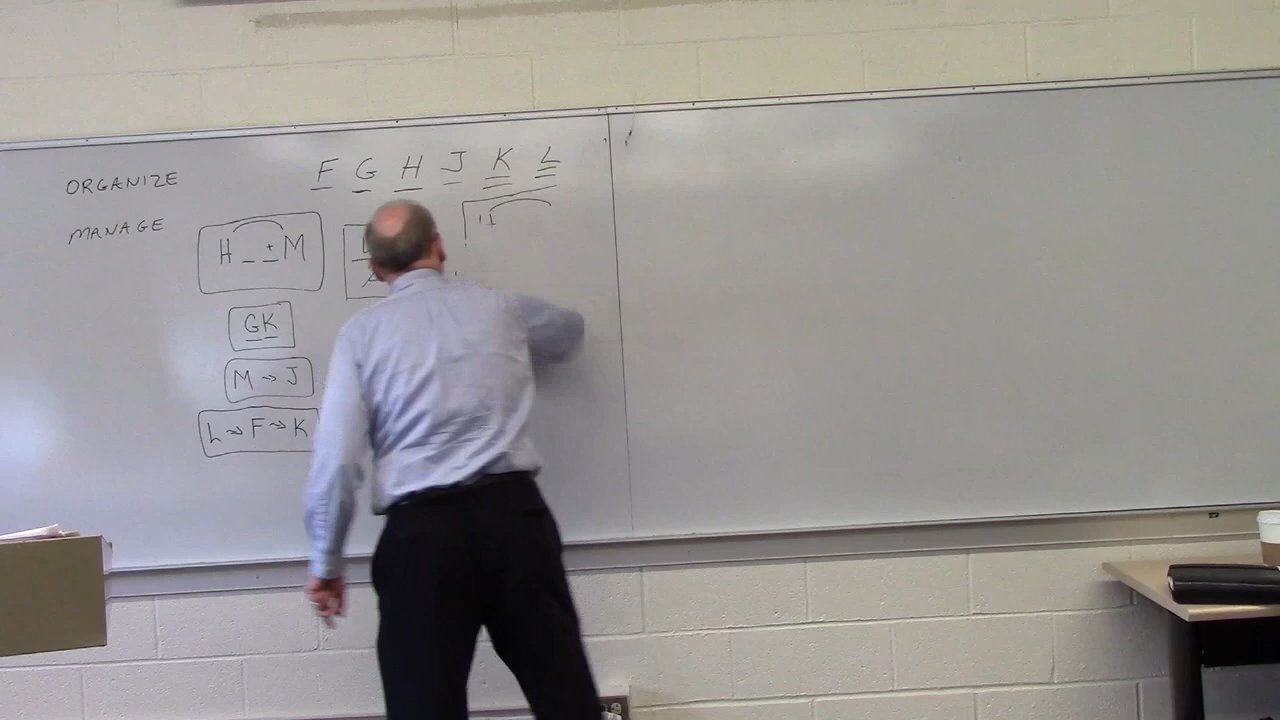 ORGANIZE
F G H J K L
MANAGE
H _ ± M
GK
M → J
L → F → K